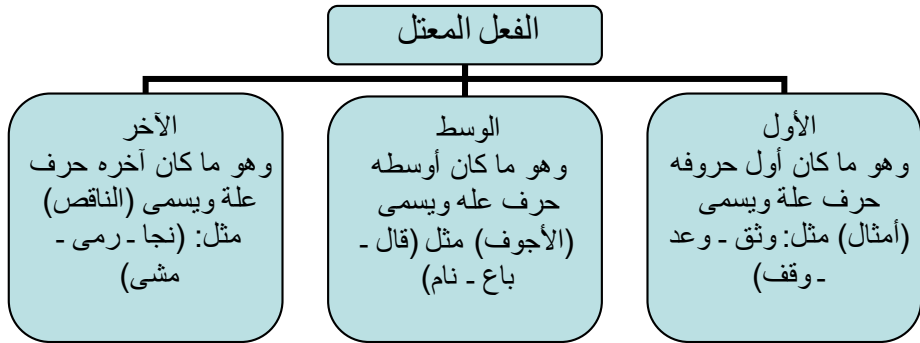 الفعل المعتل
الأول
وهو ما كان أول حروفه
حرف علة ويسمى
(أمثال) مثل: وثق - وعد
- وقف)
الوسط
وهو ما كان أوسطه
حرف عله ويسمى
(الأجوف) مثل (قال -
باع - نام)
الآخر
وهو ما كان آخره حرف
علة ويسمى (الناقص)
مثل: (نجا - رمى -
مشى)